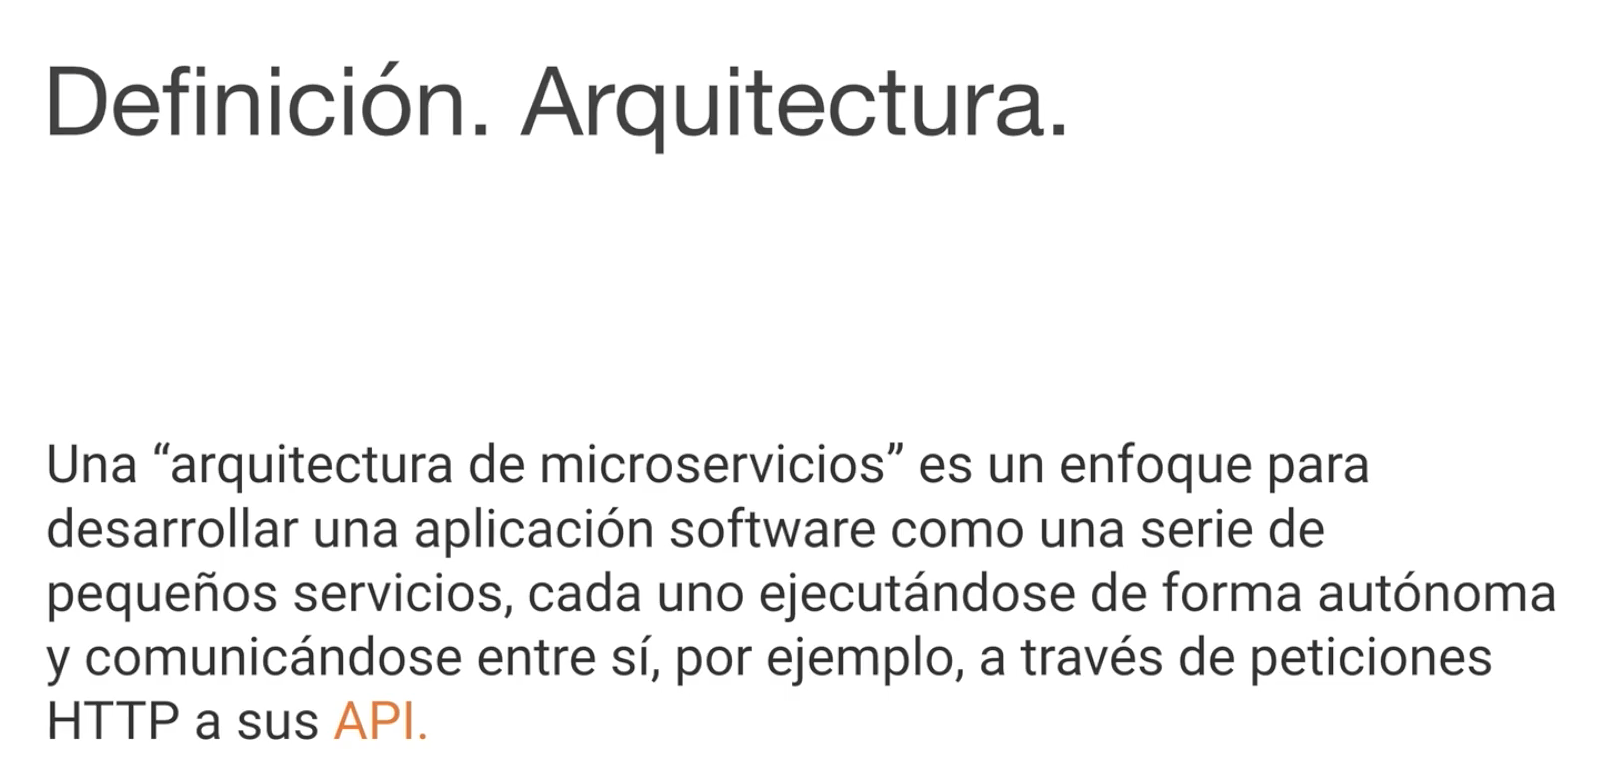 Definición. Arquitectura.
Una “arquitectura de microservicios” es un enfoque para
desarrollar una aplicación software como una serie de
pequeños servicios, cada uno ejecutándose de forma autónoma
y comunicándose entre sí, por ejemplo, a través de peticiones
HTTP a sus API.